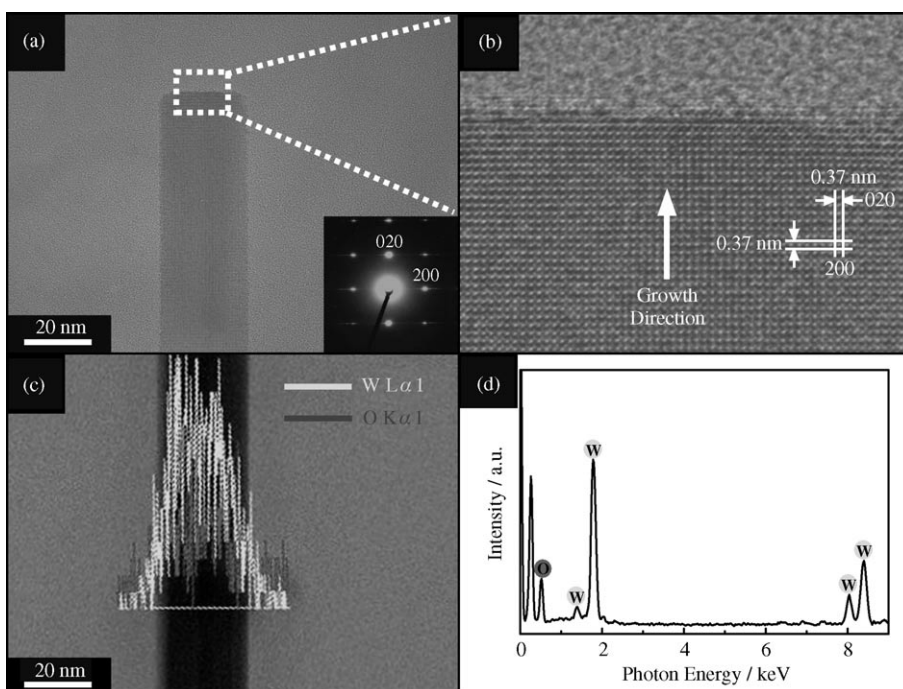 (a)
020
200
20 nm
(b)
0.37 nm
020
0.37 nm
200
Growth
Direction
(c)
W Lα1
O Kα1
20 nm
(d)
Intensity / a.u.
O
W
W
W
W
0
2
4
6
8
Photon Energy / keV